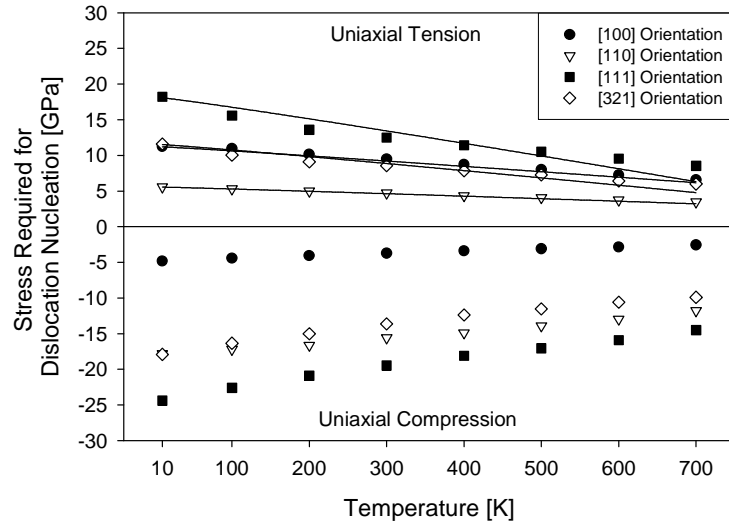 Uniaxial Tension
[100] Orientation
[110] Orientation
[111] Orientation
[321] Orientation
Stress Required for
Dislocation Nucleation [GPa]
30
25
20
15
10
5
0
-5
-10
-15
-20
-25
-30
Uniaxial Compression
10 100 200 300 400 500 600 700
Temperature [K]